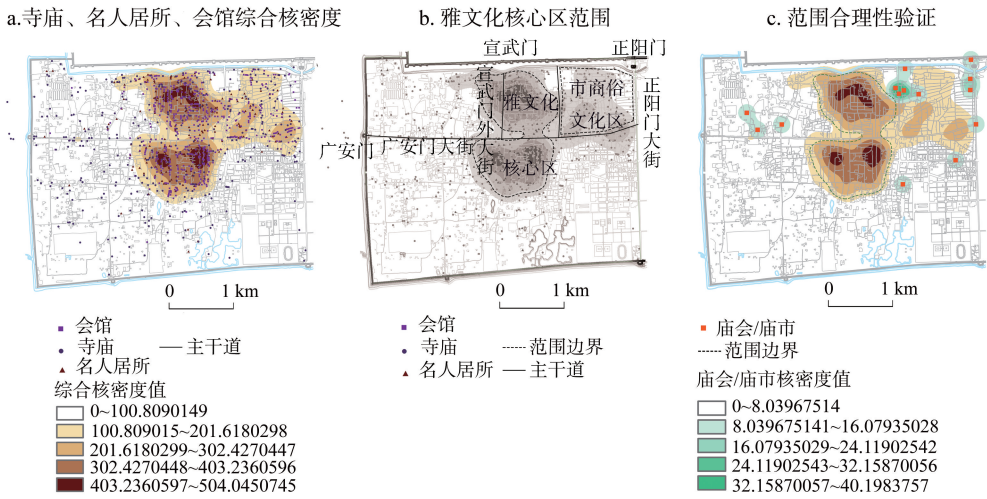 a.寺庙、名人居所、会馆综合核密度
b. 雅文化核心区范围
c. 范围合理性验证
宣武门
正阳门
宣武门外大街
雅文化
市商俗
文化区
正阳门大街
广安门
广安门大街
核心区
0 1 km
0 1 km
0 1 km
会馆
寺庙
主干道
名人居所
综合核密度值
0~100.8090149
100.809015~201.6180298
201.6180299~302.4270447
302.4270448~403.2360596
403.2360597~504.0450745
会馆
寺庙
范围边界
名人居所
主干道
庙会/庙市
范围边界
庙会/庙市核密度值
0~8.03967514
8.039675141~16.07935028
16.07935029~24.11902542
24.11902543~32.15870056
32.15870057~40.1983757